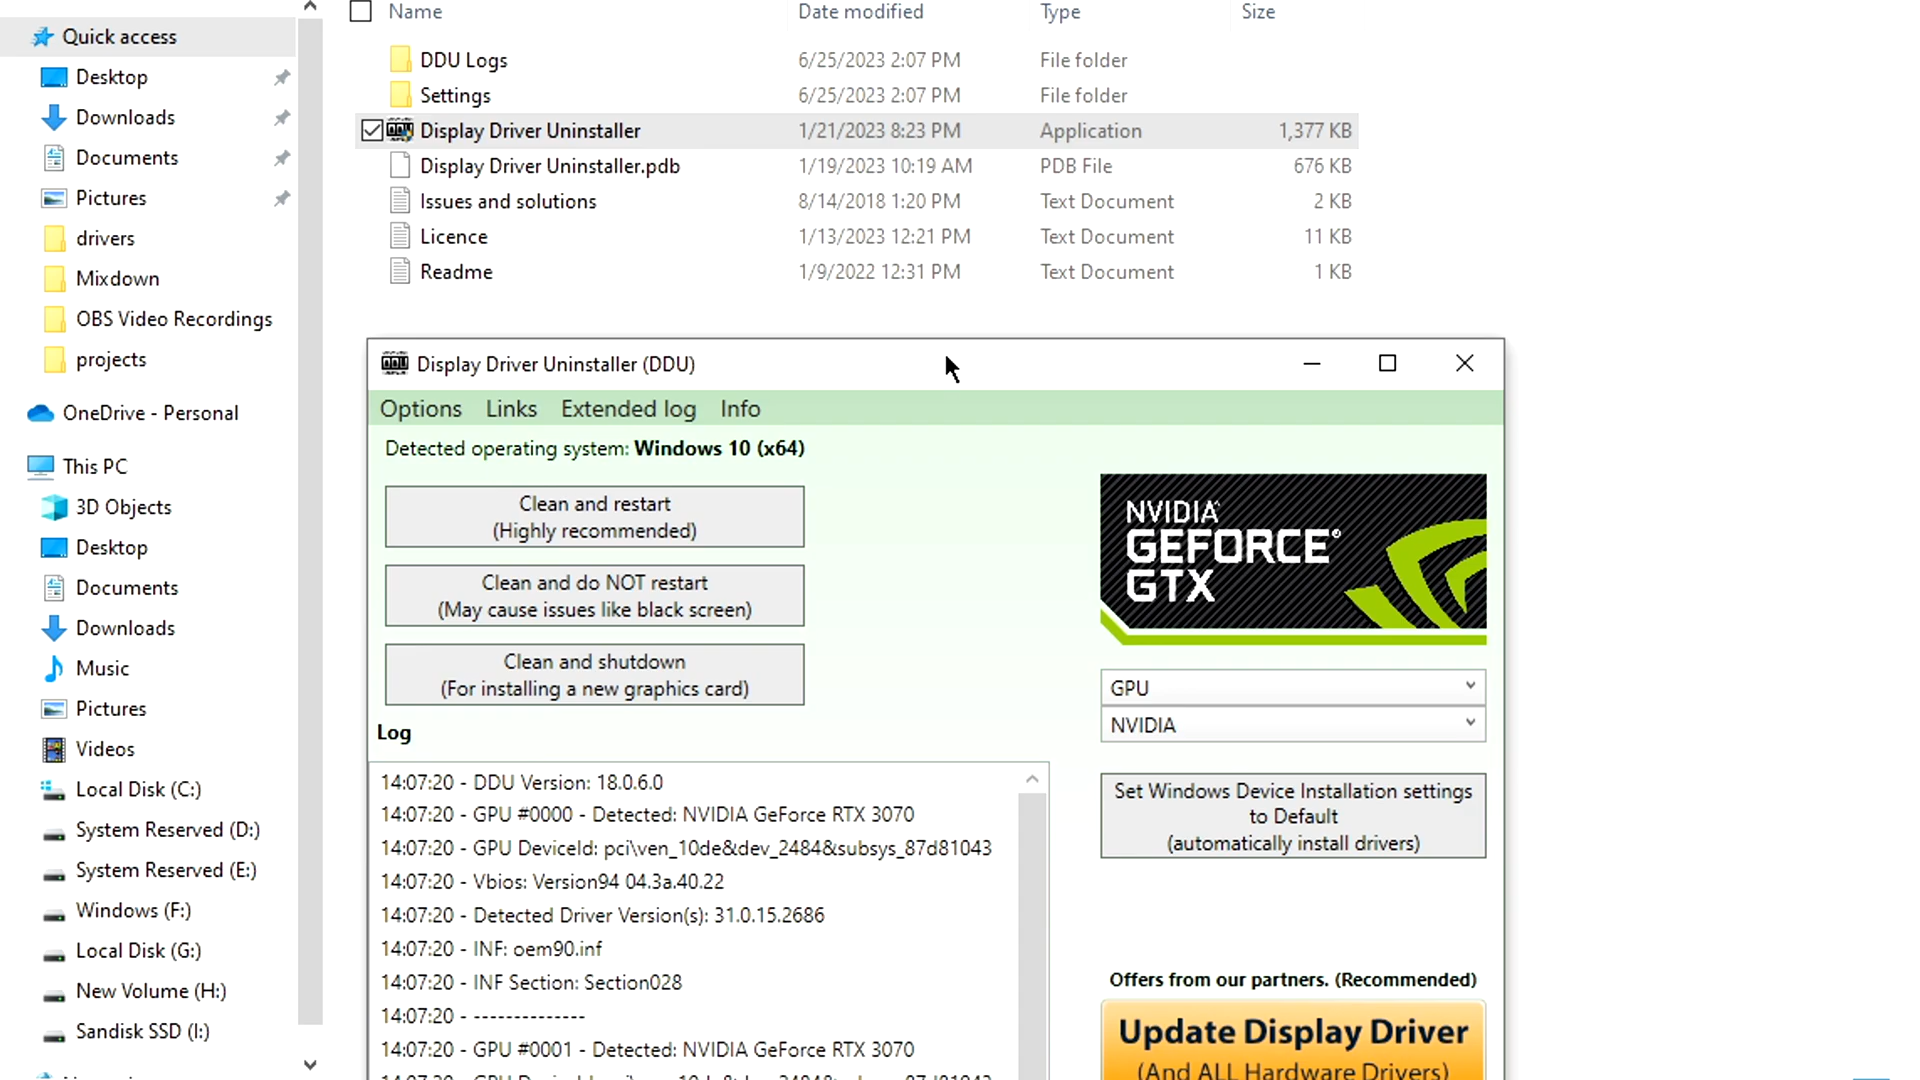 Quick access
Desktop
Downloads
Documents
Pictures
drivers
Mixdown
OBS Video Recordings
projects
OneDrive - Personal
This PC
3D Objects
Desktop
Documents
Downloads
Music
Pictures
Videos
Local Disk (C:)
System Reserved (D:)
System Reserved (E:)
Windows (F:)
Local Disk (G:)
New Volume (H:)
Sandisk SSD (I:)
Name Date modified Type Size
DDU Logs 6/25/2023 2:07 PM File folder
Settings 6/25/2023 2:07 PM File folder
Display Driver Uninstaller 1/21/2023 8:23 PM Application 1,377 KB
Display Driver Uninstaller.pdb 1/19/2023 10:19 AM PDB File 676 KB
Issues and solutions 8/14/2018 1:20 PM Text Document 2 KB
Licence 1/13/2023 12:21 PM Text Document 11 KB
Readme 1/9/2022 12:31 PM Text Document 1 KB
Display Driver Uninstaller (DDU)
Options Links Extended log Info
Detected operating system: Windows 10 (x64)
Clean and restart
(Highly recommended)
Clean and do NOT restart
(May cause issues like black screen)
Clean and shutdown
(For installing a new graphics card)
Log
14:07:20 - DDU Version: 18.0.6.0
14:07:20 - GPU #0000 - Detected: NVIDIA GeForce RTX 3070
14:07:20 - GPU DeviceId: pci\ven_10de&dev_2484&subsys_87d81043
14:07:20 - Vbios: Version94 04.3a.40.22
14:07:20 - Detected Driver Version(s): 31.0.15.2686
14:07:20 - INF: oem90.inf
14:07:20 - INF Section: Section028
14:07:20 - --------------
14:07:20 - GPU #0001 - Detected: NVIDIA GeForce RTX 3070
NVIDIA
GEFORCE®
GTX
GPU
NVIDIA
Set Windows Device Installation settings
to Default
(automatically install drivers)
Offers from our partners. (Recommended)
Update Display Driver
(And ALL Hardware Drivers)